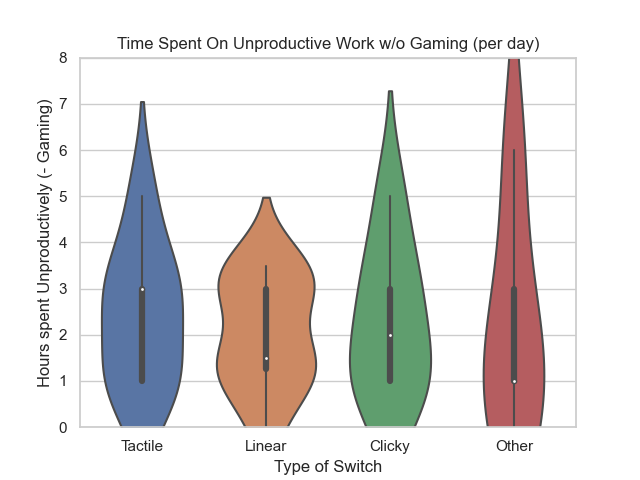 Time Spent On Unproductive Work w/o Gaming (per day)
8
7
6
5
4
3
2
1
0
Hours spent Unproductively (- Gaming)
Tactile Linear Clicky Other
Type of Switch